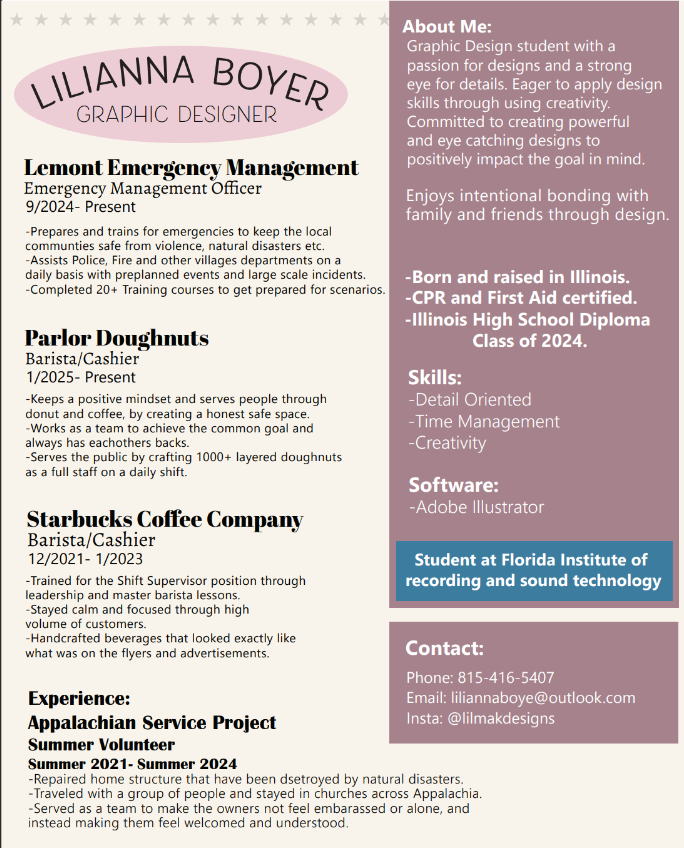 LILIANNA BOYER
GRAPHIC DESIGNER
Lemont Emergency Management
Emergency Management Officer
9/2024- Present
-Prepares and trains for emergencies to keep the local
communties safe from violence, natural disasters etc.
-Assists Police, Fire and other villages departments on a
daily basis with preplanned events and large scale incidents.
-Completed 20+ Training courses to get prepared for scenarios.
Parlor Doughnuts
Barista/Cashier
1/2025- Present
-Keeps a positive mindset and serves people through
donut and coffee, by creating a honest safe space.
-Works as a team to achieve the common goal and
always has eachothers backs.
-Serves the public by crafting 1000+ layered doughnuts
as a full staff on a daily shift.
Starbucks Coffee Company
Barista/Cashier
12/2021- 1/2023
-Trained for the Shift Supervisor position through
leadership and master barista lessons.
-Stayed calm and focused through high
volume of customers.
-Handcrafted beverages that looked exactly like
what was on the flyers and advertisements.
Experience:
Appalachian Service Project
Summer Volunteer
Summer 2021- Summer 2024
-Repaired home structure that have been dsetroyed by natural disasters.
-Traveled with a group of people and stayed in churches across Appalachia.
-Served as a team to make the owners not feel embarassed or alone, and
instead making them feel welcomed and understood.
About Me:
Graphic Design student with a
passion for designs and a strong
eye for details. Eager to apply design
skills through using creativity.
Committed to creating powerful
and eye catching designs to
positively impact the goal in mind.
Enjoys intentional bonding with
family and friends through design.
-Born and raised in Illinois.
-CPR and First Aid certified.
-Illinois High School Diploma
Class of 2024.
Skills:
-Detail Oriented
-Time Management
-Creativity
Software:
-Adobe Illustrator
Student at Florida Institute of
recording and sound technology
Contact:
Phone: 815-416-5407
Email: liliannaboye@outlook.com
Insta: @lilmakdesigns